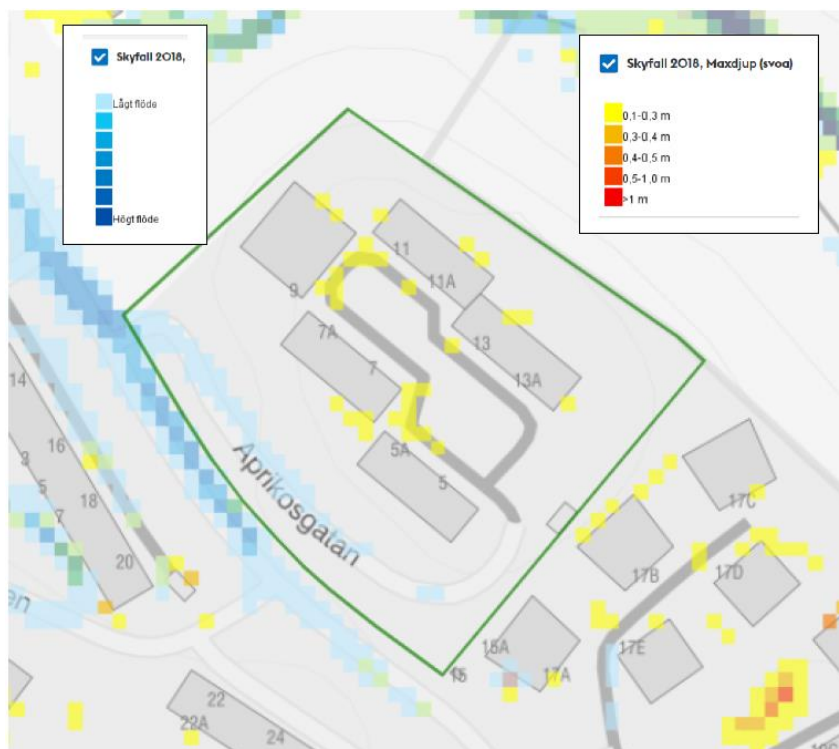 Skyfall 2018,
Lågt flöde
Högt flöde
Skyfall 2018, Maxdjup (svoa)
0,1-0,3 m
0,3-0,4 m
0,4-0,5 m
0,5-1,0 m
>1 m
11
11A
9
7A
7
13
13A
14
16
3
5
7
18
20
5A
5
Aprikosgatan
17C
17B
17D
15A
17A
15
17E
22
22A
24